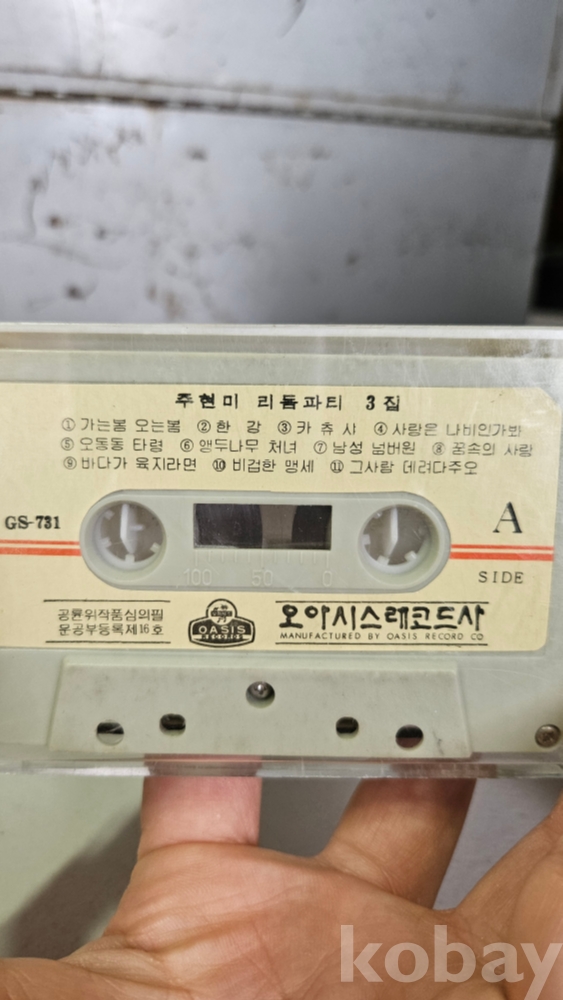 주현미 리듬파티 3집
① 가는봄 오는봄 ② 한 강 ③ 카 츄 샤 ④ 사랑은 나비인가봐
⑤ 오동동 타령 ⑥ 앵두나무 처녀 ⑦ 남성 넘버원 ⑧ 꿈속의 사랑
⑨ 바다가 육지라면 ⑩ 비겁한 맹세 ⑪ 그사람 데려다주오
GS-731
A
SIDE
100 50 0
공륜위작품심의필
문공부등록제16호
OASIS
RECORDS
오아시스레코드사
MANUFACTURED BY OASIS RECORD CO
kobay